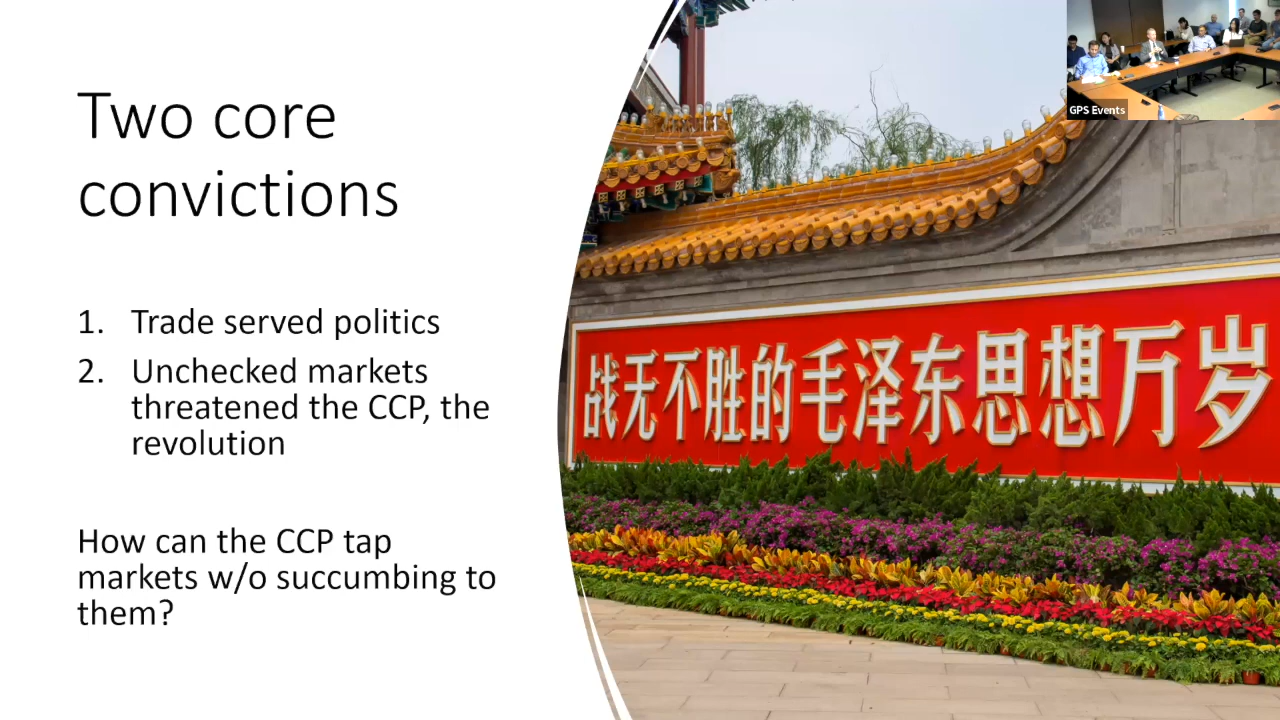 Two core
convictions
1. Trade served politics
2. Unchecked markets
threatened the CCP, the
revolution
How can the CCP tap
markets w/o succumbing to
them?
GPS Events
战无不胜的毛泽东思想万岁